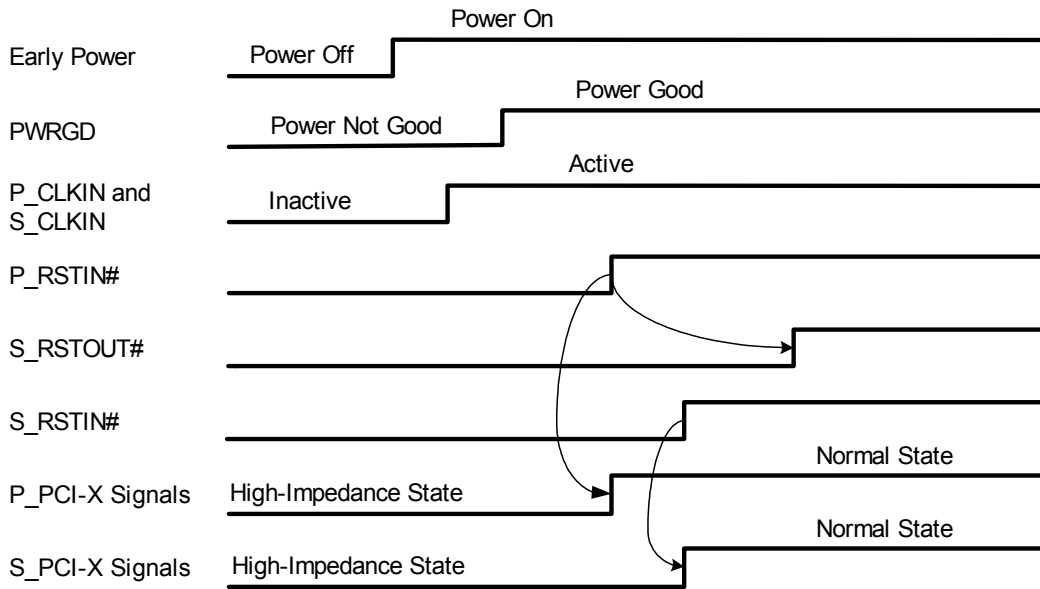 Power On
Early Power
Power Off
Power Good
PWRGD
Power Not Good
Active
P_CLKIN and
S_CLKIN
Inactive
P_RSTIN#
S_RSTOUT#
S_RSTIN#
Normal State
P_PCI-X Signals
High-Impedance State
Normal State
S_PCI-X Signals
High-Impedance State